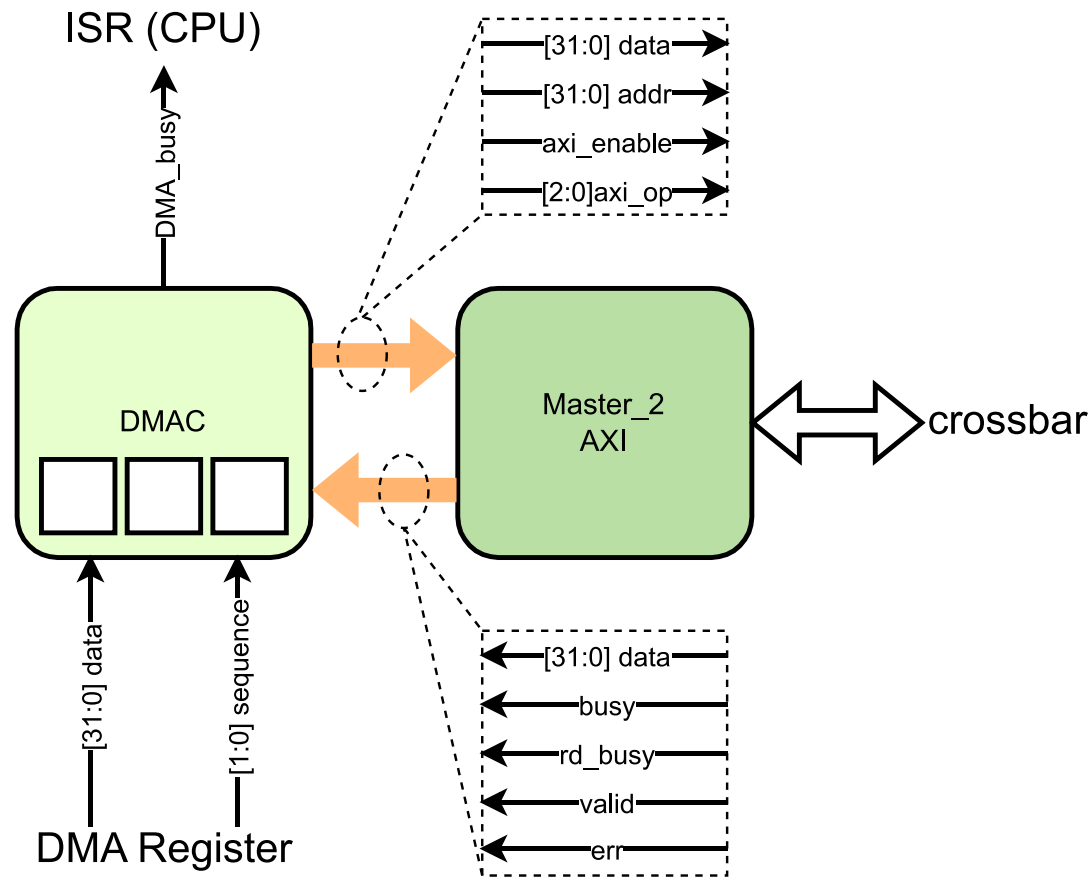 ISR (CPU)
DMA_busy
[31:0] data
[31:0] addr
axi_enable
[2:0]axi_op
DMAC
Master_2
AXI
crossbar
[31:0] data
[1:0] sequence
DMA Register
[31:0] data
busy
rd_busy
valid
err